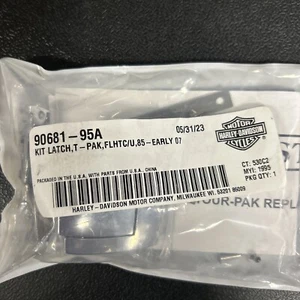 90681-95A
05/31/23
KIT LATCH,T-PAK,FLHTC/U,85-EARLY 07
MOTOR
HARLEY-DAVIDSON
CYCLES
CT: 530C2
MYI: 1995
PKG QTY: 1
PACKAGED IN THE U.S.A. WITH PARTS FROM U.S.A., CHINA
HARLEY-DAVIDSON MOTOR COMPANY, MILWAUKEE WI. 53201 86009
OUR-PAK REPL